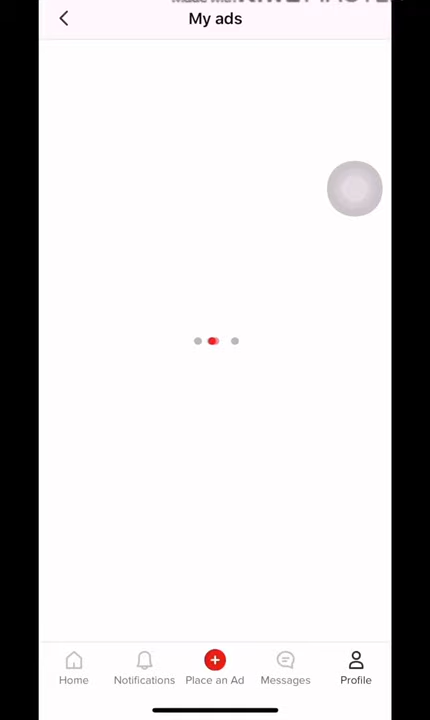 My ads
Home
Notifications
Place an Ad
Messages
Profile